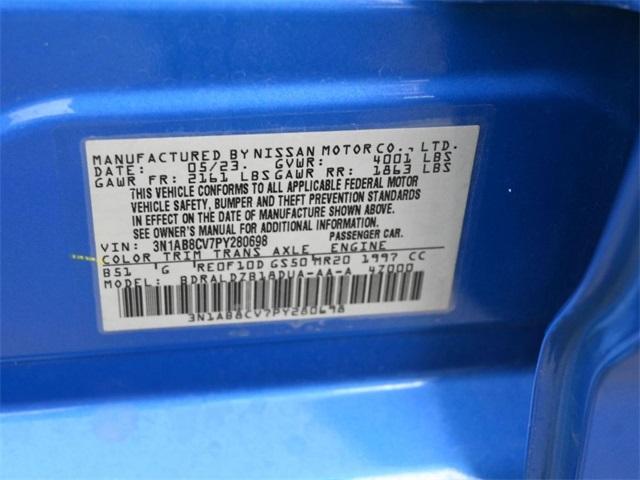 MANUFACTURED BY NISSAN MOTOR CO., LTD.
DATE: 05/23. GVWR: 4001 LBS
GAWR FR: 2161 LBS GAWR RR: 1863 LBS
THIS VEHICLE CONFORMS TO ALL APPLICABLE FEDERAL MOTOR
VEHICLE SAFETY, BUMPER AND THEFT PREVENTION STANDARDS
IN EFFECT ON THE DATE OF MANUFACTURE SHOWN ABOVE.
SEE OWNER'S MANUAL FOR ADDITIONAL INFORMATION.
VIN: 3N1AB8CV7PY280698 PASSENGER CAR.
COLOR TRIM TRANS AXLE ENGINE
B51 G RE0F10D GS50 MR20 1997 CC
MODEL: BDRALDZB18DUA-AA-A 47000
3N1AB8CV7PY280698